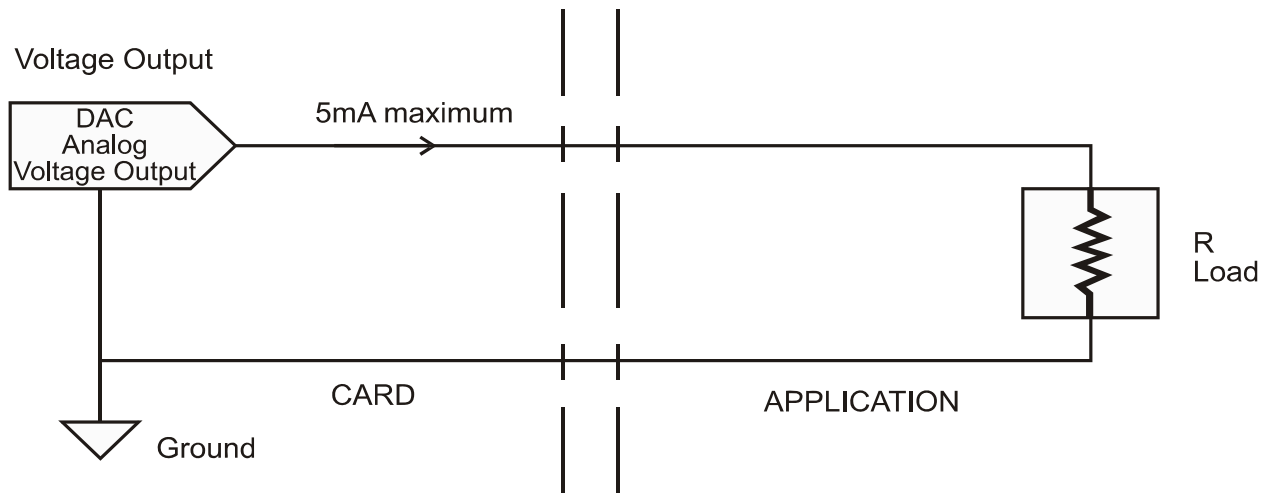 Voltage Output
DAC
Analog
Voltage Output
5mA maximum
R
Load
CARD
APPLICATION
Ground